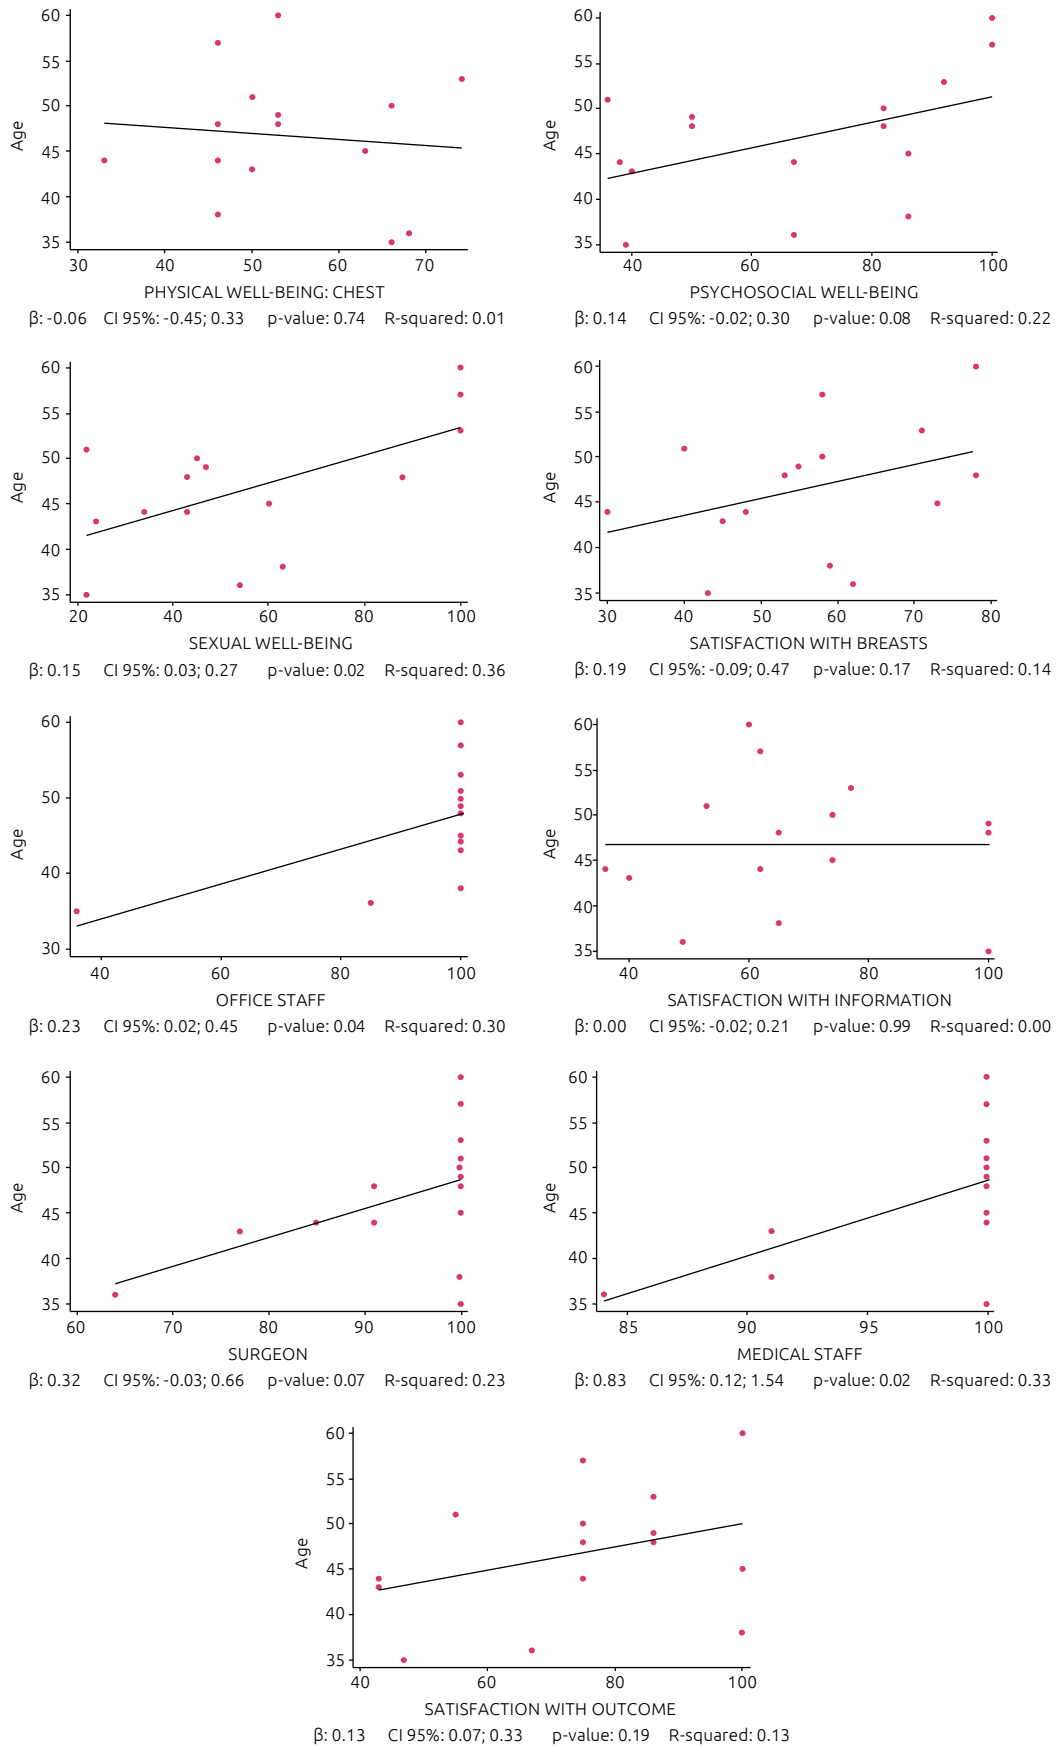 60
55
50
45
40
35
Age
30 40 50 60 70
PHYSICAL WELL-BEING: CHEST
β: -0.06 CI 95%: -0.45; 0.33 p-value: 0.74 R-squared: 0.01
60
55
50
45
40
35
Age
40 60 80 100
PSYCHOSOCIAL WELL-BEING
β: 0.14 CI 95%: -0.02; 0.30 p-value: 0.08 R-squared: 0.22
60
55
50
45
40
35
Age
20 40 60 80 100
SEXUAL WELL-BEING
β: 0.15 CI 95%: 0.03; 0.27 p-value: 0.02 R-squared: 0.36
60
55
50
45
40
35
Age
30 40 50 60 70 80
SATISFACTION WITH BREASTS
β: 0.19 CI 95%: -0.09; 0.47 p-value: 0.17 R-squared: 0.14
60
50
40
30
Age
40 60 80 100
OFFICE STAFF
β: 0.23 CI 95%: 0.02; 0.45 p-value: 0.04 R-squared: 0.30
60
55
50
45
40
35
Age
40 60 80 100
SATISFACTION WITH INFORMATION
β: 0.00 CI 95%: -0.02; 0.21 p-value: 0.99 R-squared: 0.00
60
55
50
45
40
35
Age
60 70 80 90 100
SURGEON
β: 0.32 CI 95%: -0.03; 0.66 p-value: 0.07 R-squared: 0.23
60
55
50
45
40
35
Age
85 90 95 100
MEDICAL STAFF
β: 0.83 CI 95%: 0.12; 1.54 p-value: 0.02 R-squared: 0.33
60
55
50
45
40
35
Age
40 60 80 100
SATISFACTION WITH OUTCOME
β: 0.13 CI 95%: 0.07; 0.33 p-value: 0.19 R-squared: 0.13